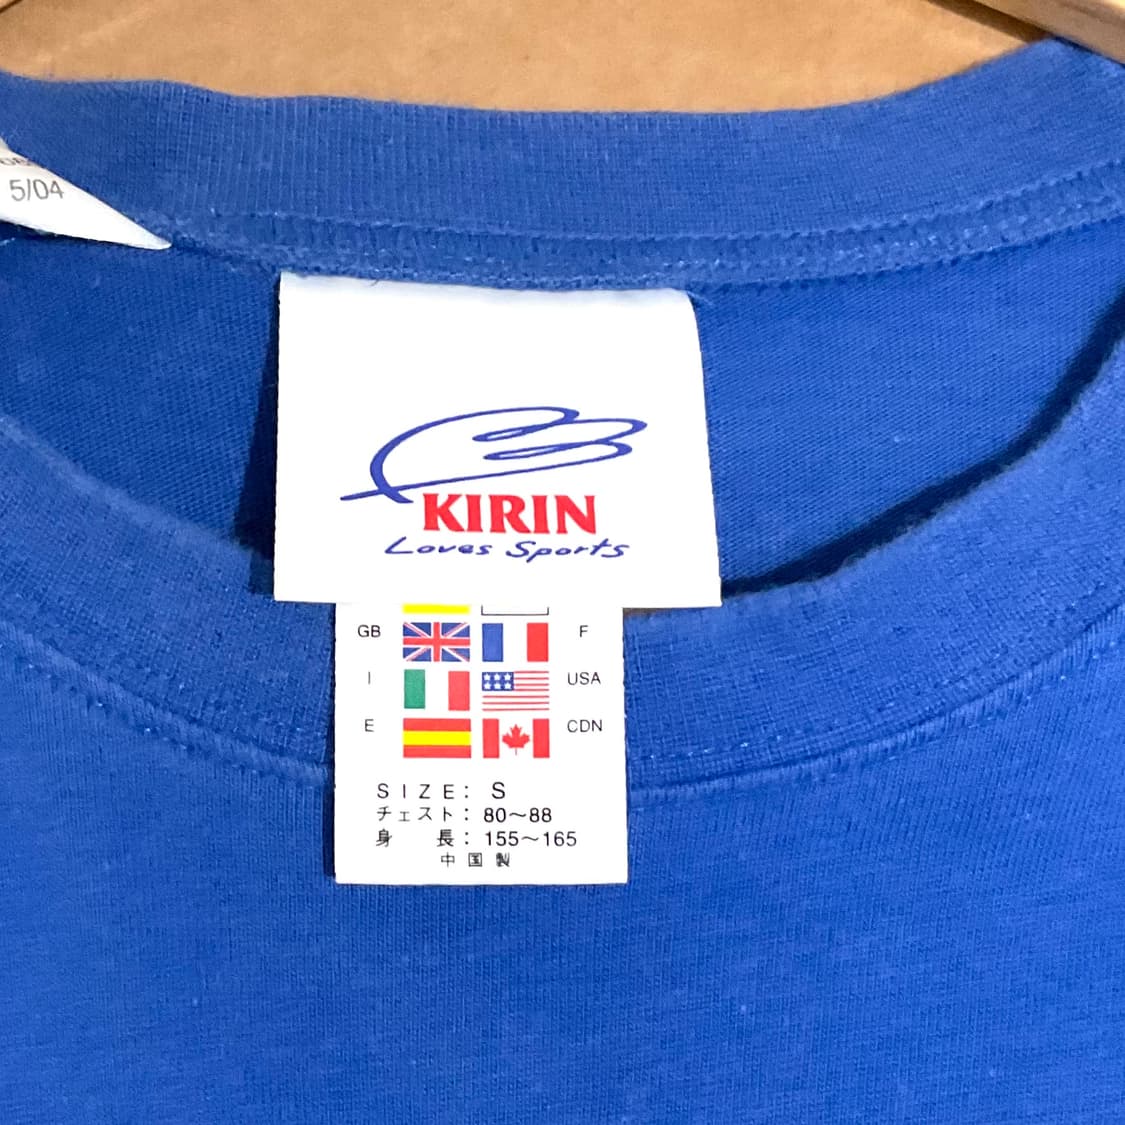 5/04
KIRIN
Loves Sports
GB F
I USA
E CDN
SIZE: S
チェスト: 80~88
身長: 155~165
中国製